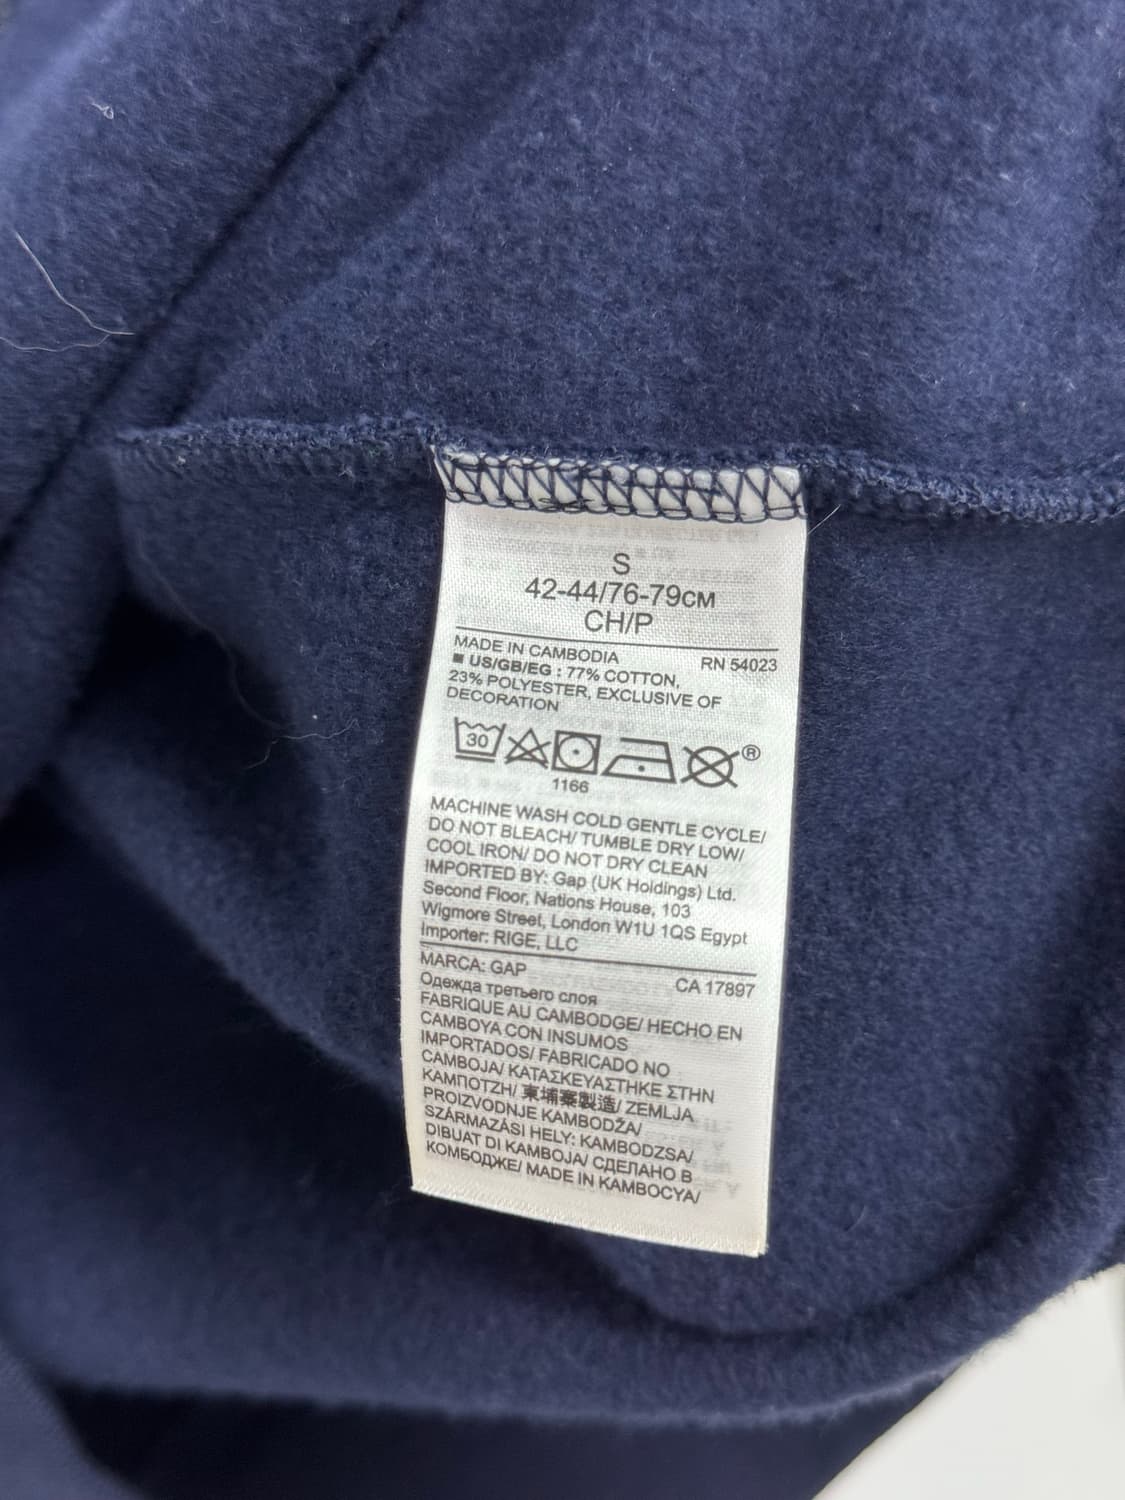 S
42-44/76-79см
CH/P
MADE IN CAMBODIA RN 54023
■ US/GB/EG : 77% COTTON,
23% POLYESTER, EXCLUSIVE OF
DECORATION
30 ®
1166
MACHINE WASH COLD GENTLE CYCLE/
DO NOT BLEACH/ TUMBLE DRY LOW/
COOL IRON/ DO NOT DRY CLEAN
IMPORTED BY: Gap (UK Holdings) Ltd.
Second Floor, Nations House, 103
Wigmore Street, London W1U 1QS Egypt
Importer: RIGE, LLC
MARCA: GAP CA 17897
Одежда третьего слоя
FABRIQUE AU CAMBODGE/ HECHO EN
CAMBOYA CON INSUMOS
IMPORTADOS/ FABRICADO NO
CAMBOJA/ ΚΑΤΑΣΚΕΥΑΣΤΗΚΕ ΣΤΗΝ
ΚΑΜΠΟΤΖΗ/ 柬埔寨製造/ ZEMLJA
PROIZVODNJE KAMBODŽA/
SZÁRMAZÁSI HELY: KAMBODZSA/
DIBUAT DI KAMBOJA/ СДЕЛАНО В
КОМБОДЖЕ/ MADE IN KAMBOCYA/